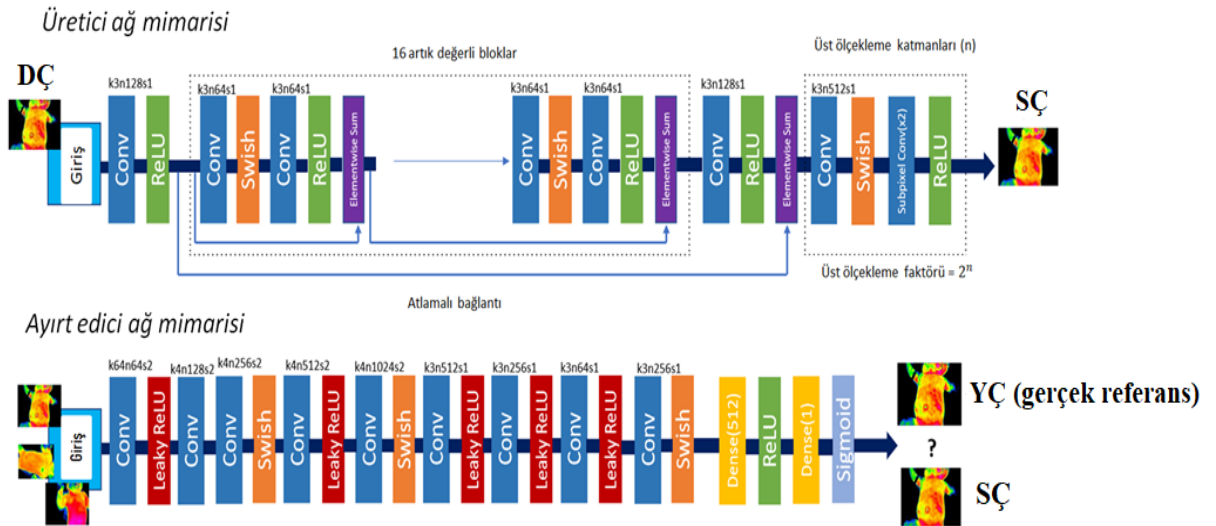 Üretici ağ mimarisi
16 artık değerli bloklar
Üst ölçekleme katmanları (n)
DÇ
k3n128s1
k3n64s1 k3n64s1
k3n64s1 k3n64s1
k3n128s1
k3n512s1
SÇ
Giriş
Conv
ReLU
Conv
Swish
Conv
ReLU
Elementwise Sum
Conv
Swish
Conv
ReLU
Elementwise Sum
Conv
ReLU
Elementwise Sum
Conv
Swish
Subpixel Conv(x2)
ReLU
Üst ölçekleme faktörü = 2ⁿ
Atlamalı bağlantı
Ayırt edici ağ mimarisi
k64n64s2
k4n128s2
k4n256s2
k4n512s2
k4n1024s2
k3n512s1
k3n256s1
k3n64s1
k3n256s1
Giriş
Conv
Leaky ReLU
Conv
Conv
Swish
Conv
Leaky ReLU
Conv
Swish
Conv
Leaky ReLU
Conv
Leaky ReLU
Conv
Leaky ReLU
Conv
Swish
Dense(512)
ReLU
Dense(1)
Sigmoid
YÇ (gerçek referans)
?
SÇ